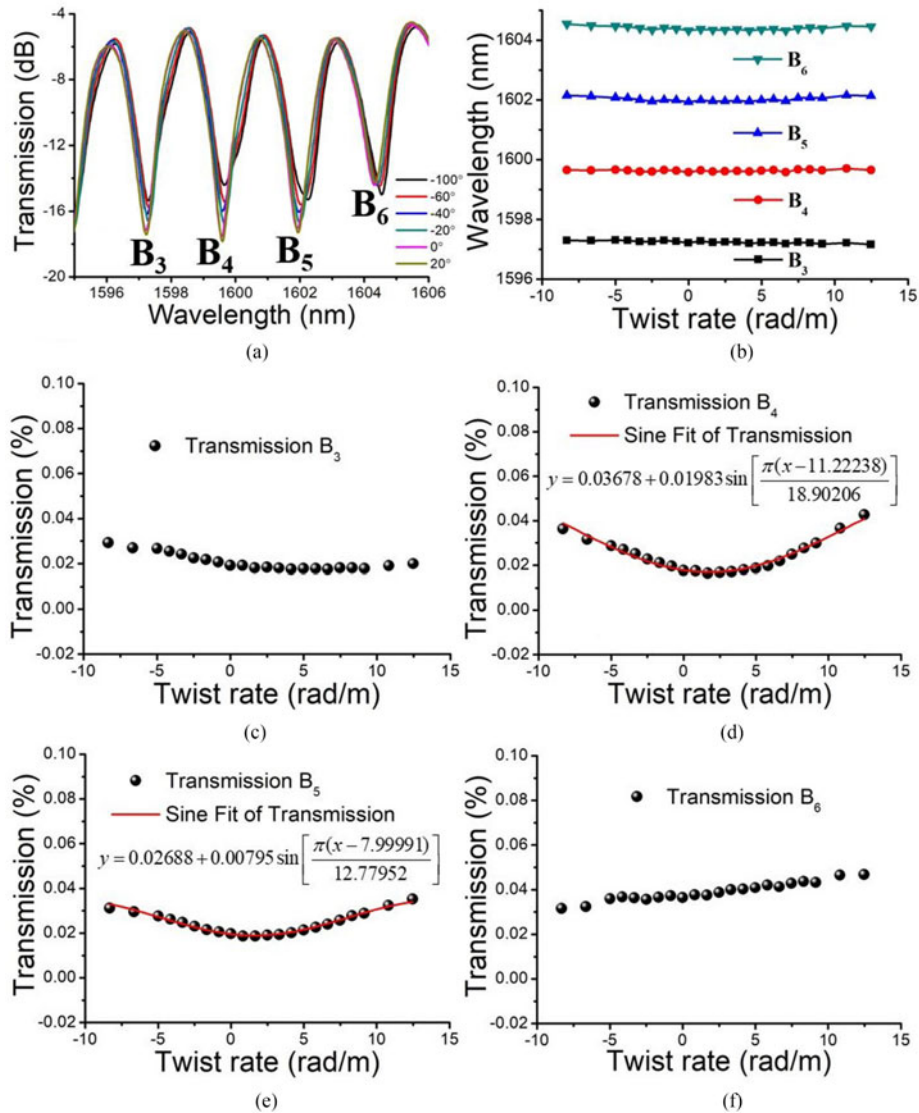 -4
-8
-12
-16
-20
Transmission (dB)
-100°
-60°
-40°
-20°
0°
20°
B3
B4
B5
B6
1596 1598 1600 1602 1604 1606
Wavelength (nm)
(a)
1604
1602
1600
1598
1596
Wavelength (nm)
B6
B5
B4
B3
-10 -5 0 5 10 15
Twist rate (rad/m)
(b)
0.10
0.08
0.06
0.04
0.02
0.00
-0.02
Transmission (%)
Transmission B3
-10 -5 0 5 10 15
Twist rate (rad/m)
(c)
0.10
0.08
0.06
0.04
0.02
0.00
-0.02
Transmission (%)
Transmission B4
Sine Fit of Transmission
y = 0.03678 + 0.01983 sin[π(x−11.22238)/18.90206]
-10 -5 0 5 10 15
Twist rate (rad/m)
(d)
0.10
0.08
0.06
0.04
0.02
0.00
-0.02
Transmission (%)
Transmission B5
Sine Fit of Transmission
y = 0.02688 + 0.00795 sin[π(x−7.99991)/12.77952]
-10 -5 0 5 10 15
Twist rate (rad/m)
(e)
0.10
0.08
0.06
0.04
0.02
0.00
-0.02
Transmission (%)
Transmission B6
-10 -5 0 5 10 15
Twist rate (rad/m)
(f)